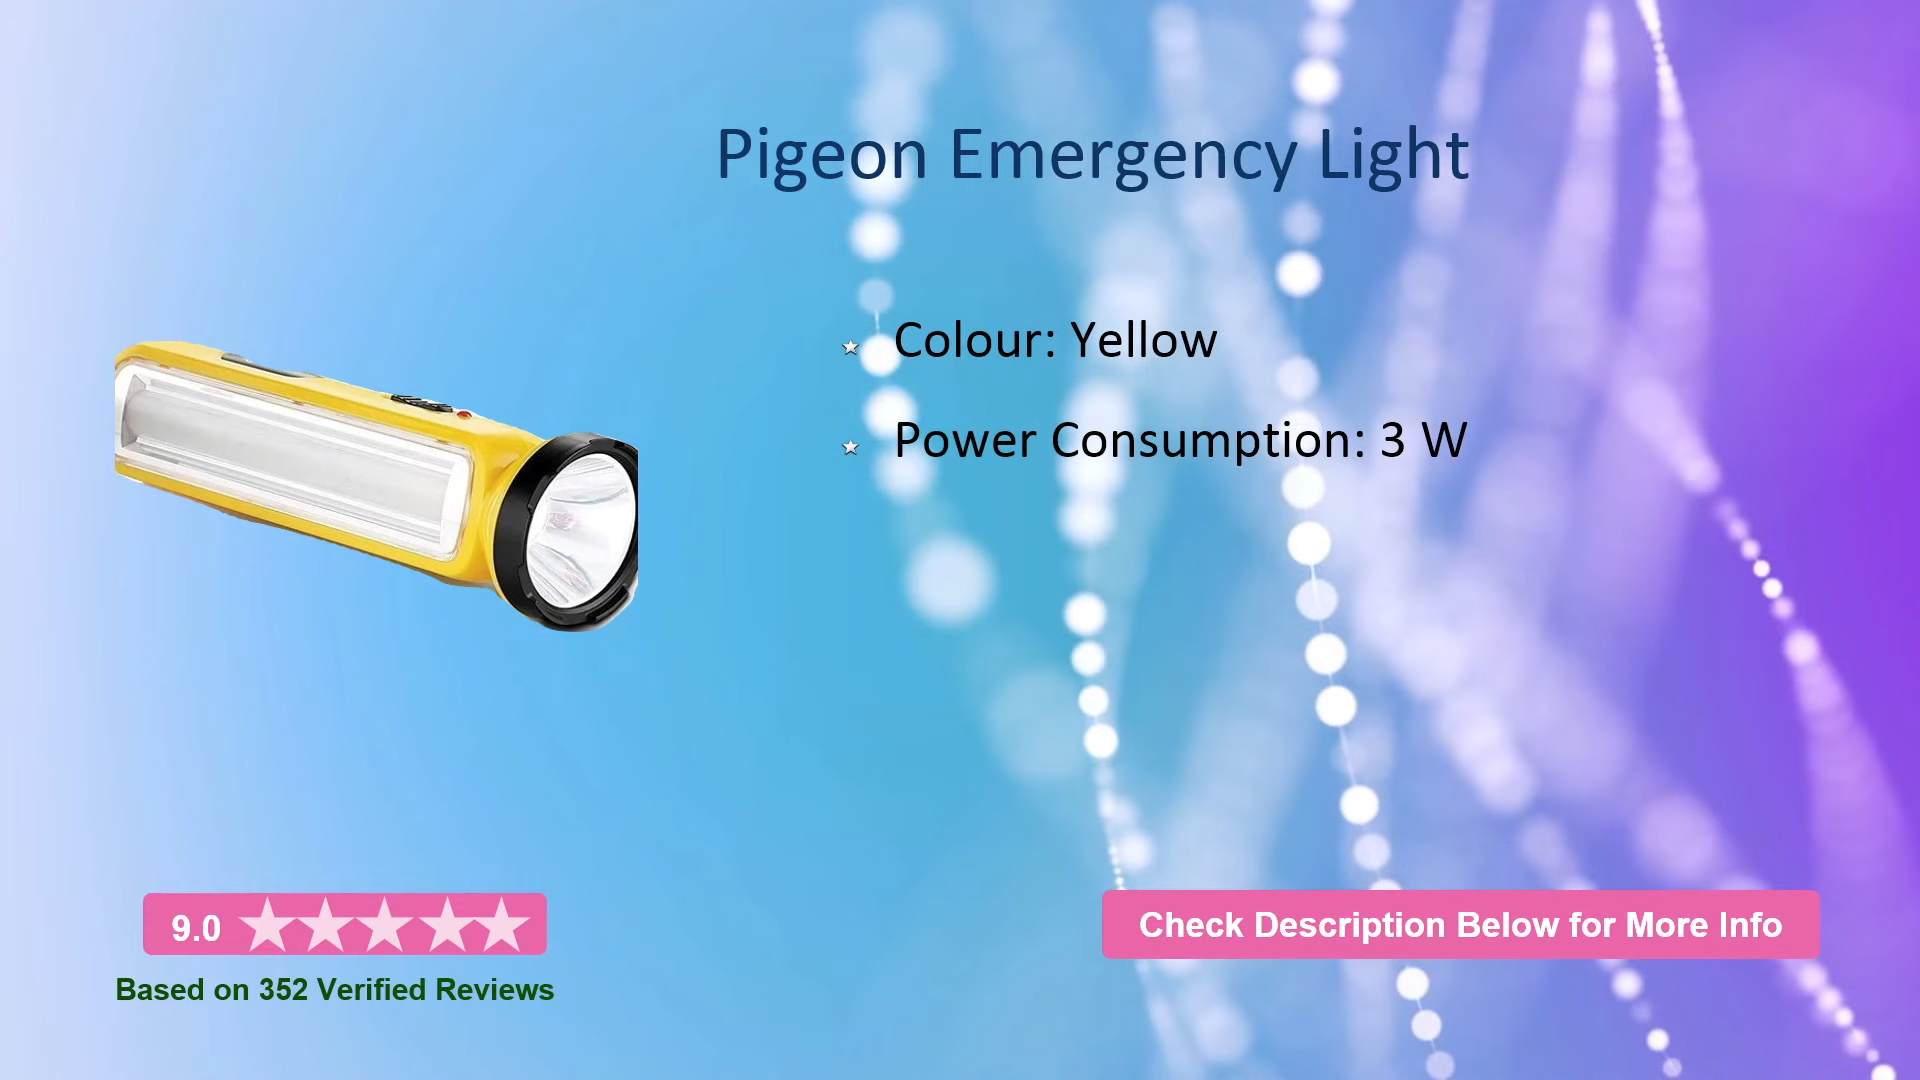 Pigeon Emergency Light
Colour: Yellow
Power Consumption: 3 W
9.0
Based on 352 Verified Reviews
Check Description Below for More Info